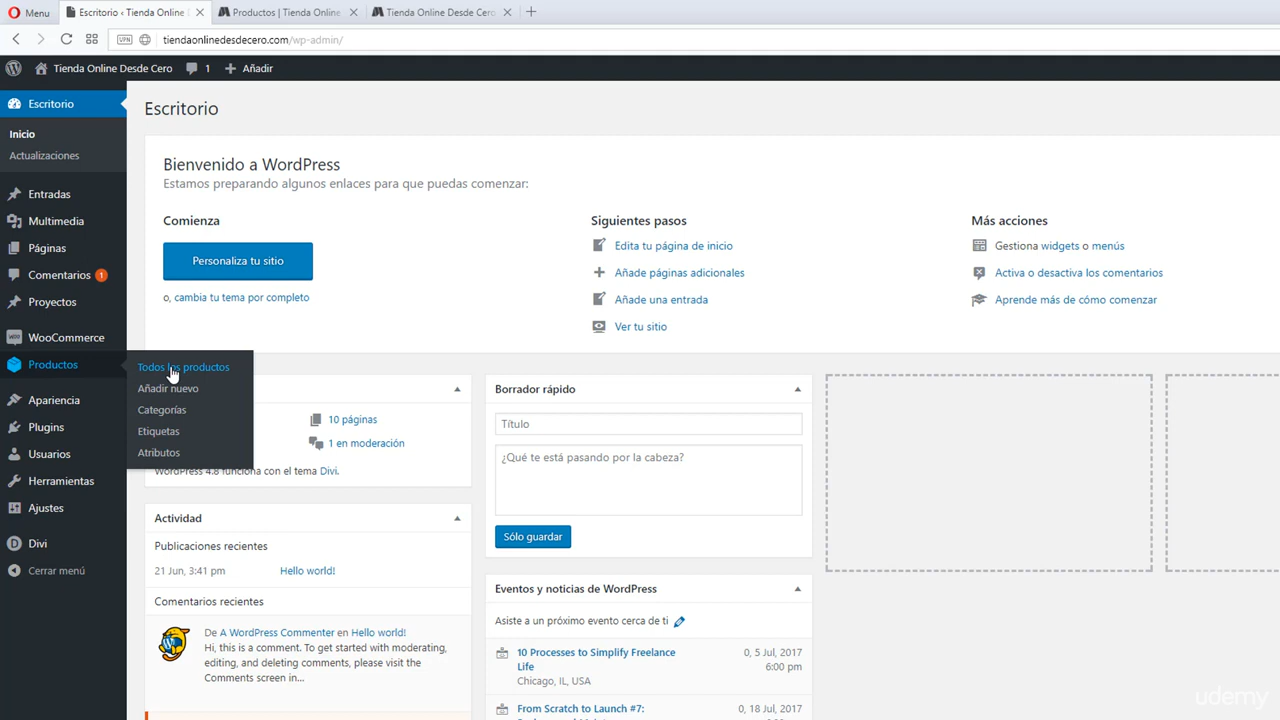 Menu
Escritorio ‹ Tienda Online
Productos | Tienda Online
Tienda Online Desde Cero
VPN
tiendaonlinedesdecero.com/wp-admin/
Tienda Online Desde Cero
1
Añadir
Escritorio
Inicio
Actualizaciones
Entradas
Multimedia
Páginas
Comentarios 1
Proyectos
WooCommerce
Productos
Apariencia
Plugins
Usuarios
Herramientas
Ajustes
Divi
Cerrar menú
Todos los productos
Añadir nuevo
Categorías
Etiquetas
Atributos
Escritorio
Bienvenido a WordPress
Estamos preparando algunos enlaces para que puedas comenzar:
Comienza
Personaliza tu sitio
o, cambia tu tema por completo
Siguientes pasos
Edita tu página de inicio
Añade páginas adicionales
Añade una entrada
Ver tu sitio
Más acciones
Gestiona widgets o menús
Activa o desactiva los comentarios
Aprende más de cómo comenzar
10 páginas
1 en moderación
WordPress 4.8 funciona con el tema Divi.
Actividad
Publicaciones recientes
21 Jun, 3:41 pm Hello world!
Comentarios recientes
De A WordPress Commenter en Hello world!
Hi, this is a comment. To get started with moderating,
editing, and deleting comments, please visit the
Comments screen in...
Borrador rápido
Título
¿Qué te está pasando por la cabeza?
Sólo guardar
Eventos y noticias de WordPress
Asiste a un próximo evento cerca de ti
10 Processes to Simplify Freelance
Life
Chicago, IL, USA
0, 5 Jul, 2017
6:00 pm
From Scratch to Launch #7:
0, 18 Jul, 2017
udemy